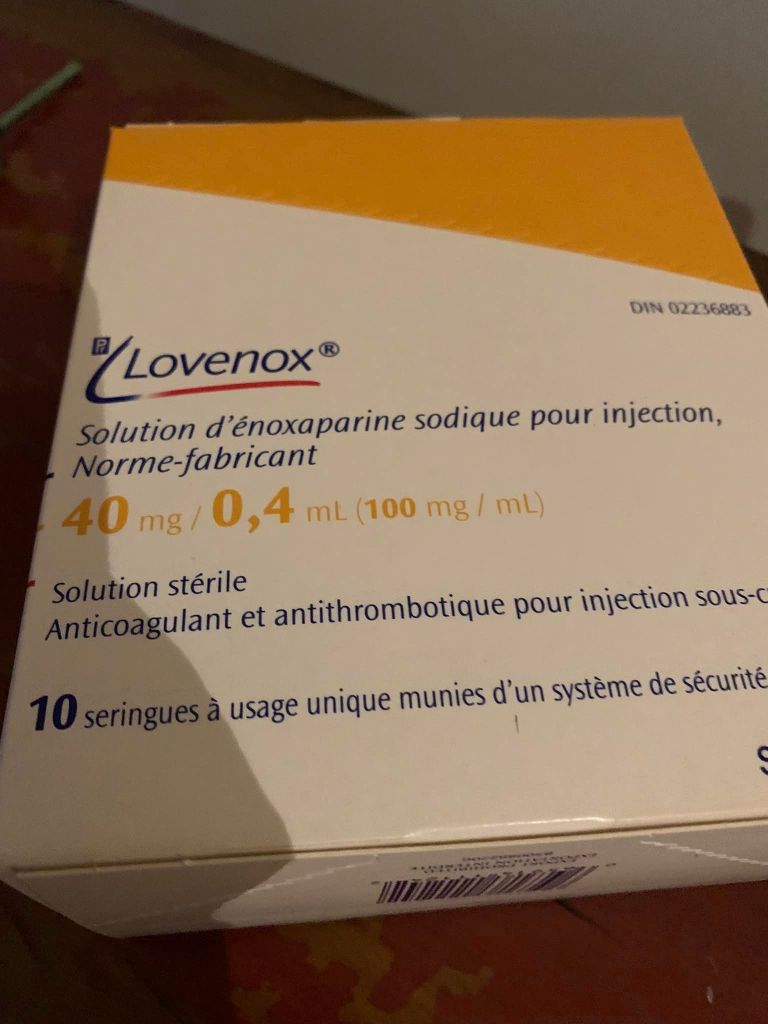 DIN 02236883
Pr
Lovenox®
Solution d'énoxaparine sodique pour injection,
Norme-fabricant
40 mg / 0,4 mL (100 mg / mL)
Solution stérile
Anticoagulant et antithrombotique pour injection sous-c
10 seringues à usage unique munies d'un système de sécurité
S